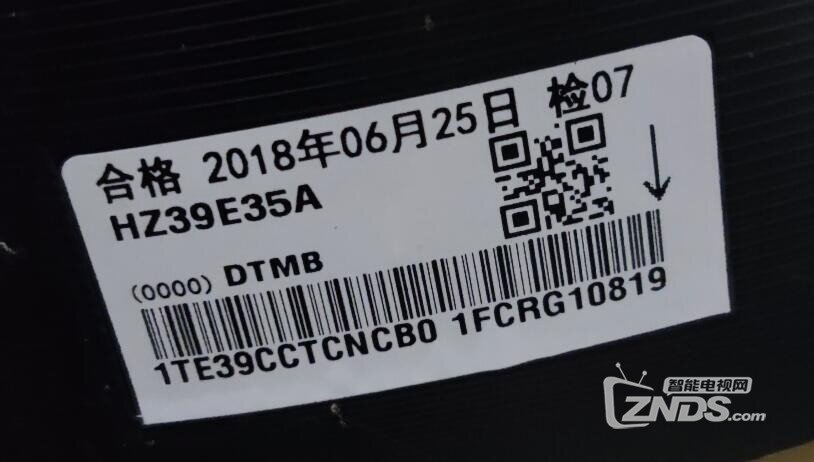 合格 2018年06月25日 检07
HZ39E35A
(0000) DTMB
1TE39CCTCNCB0 1FCRG10819
智能电视网
ZNDS.com